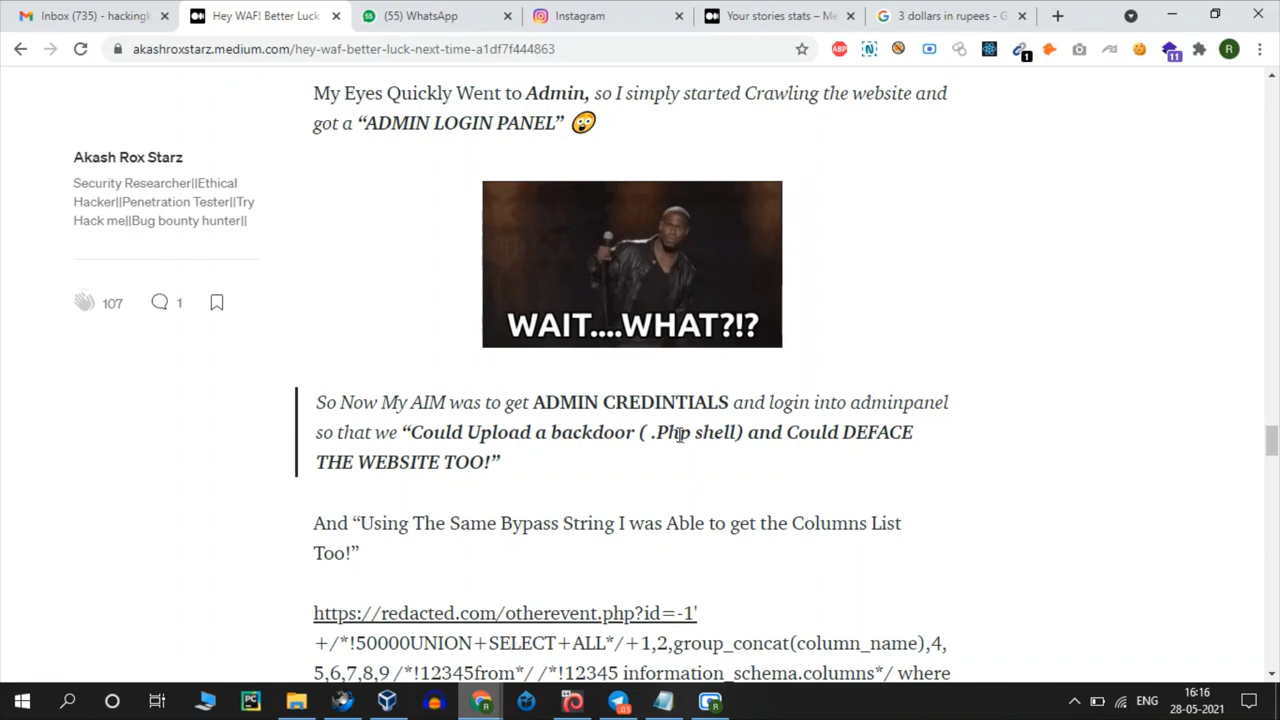 Inbox (735) - hackingk
Hey WAF! Better Luck
(55) WhatsApp
Instagram
Your stories stats – Me
3 dollars in rupees - G
akashroxstarz.medium.com/hey-waf-better-luck-next-time-a1df7f444863
ABP
1
11
R
My Eyes Quickly Went to Admin, so I simply started Crawling the website and
got a “ADMIN LOGIN PANEL” 😲
Akash Rox Starz
Security Researcher||Ethical
Hacker||Penetration Tester||Try
Hack me||Bug bounty hunter||
107
1
WAIT....WHAT?!?
So Now My AIM was to get ADMIN CREDINTIALS and login into adminpanel
so that we “Could Upload a backdoor ( .Php shell) and Could DEFACE
THE WEBSITE TOO!”
And “Using The Same Bypass String I was Able to get the Columns List
Too!”
https://redacted.com/otherevent.php?id=-1'
+/*!50000UNION+SELECT+ALL*/+1,2,group_concat(column_name),4,
5,6,7,8,9 /*!12345from*/ /*!12345 information_schema.columns*/ where
PC
ENG
16:16
28-05-2021